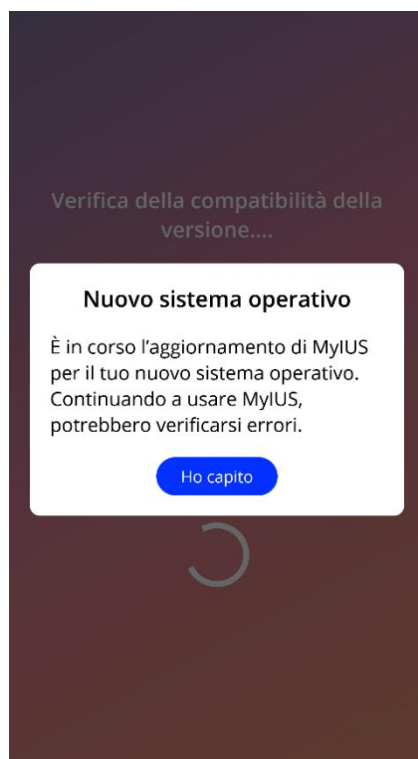 Verifica della compatibilità della
versione....
Nuovo sistema operativo
È in corso l'aggiornamento di MyIUS
per il tuo nuovo sistema operativo.
Continuando a usare MyIUS,
potrebbero verificarsi errori.
Ho capito